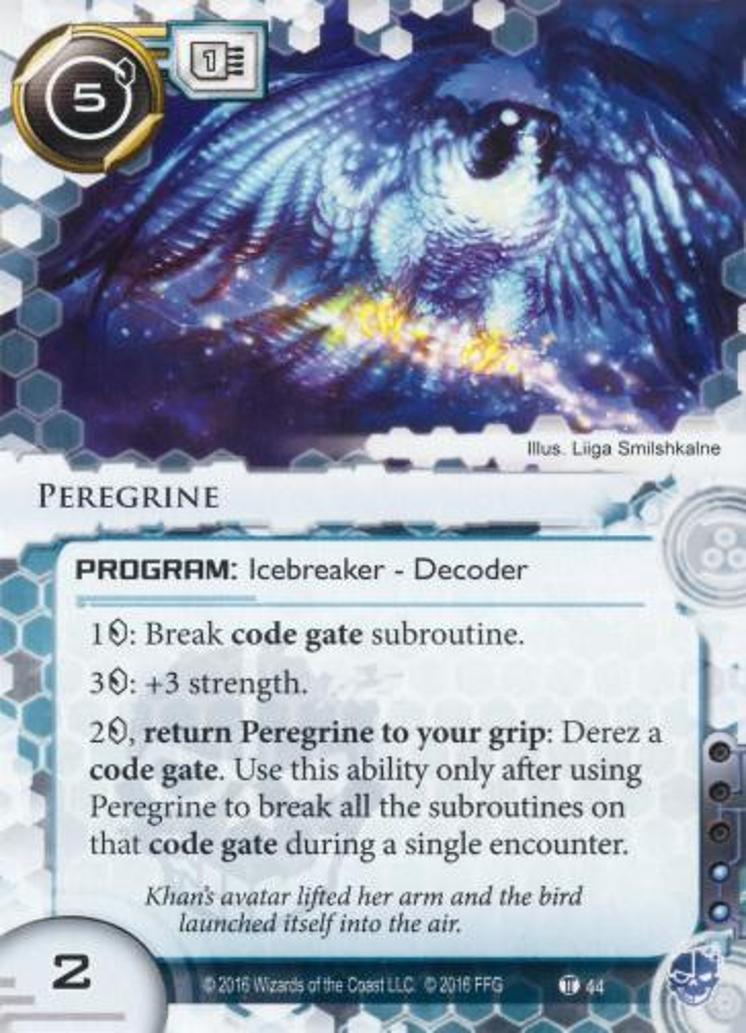 5
1
Illus. Liiga Smilshkalne
PEREGRINE
PROGRAM: Icebreaker - Decoder
1: Break code gate subroutine.
3: +3 strength.
2, return Peregrine to your grip: Derez a
code gate. Use this ability only after using
Peregrine to break all the subroutines on
that code gate during a single encounter.
Khan's avatar lifted her arm and the bird
launched itself into the air.
2
© 2016 Wizards of the Coast LLC. © 2016 FFG
44